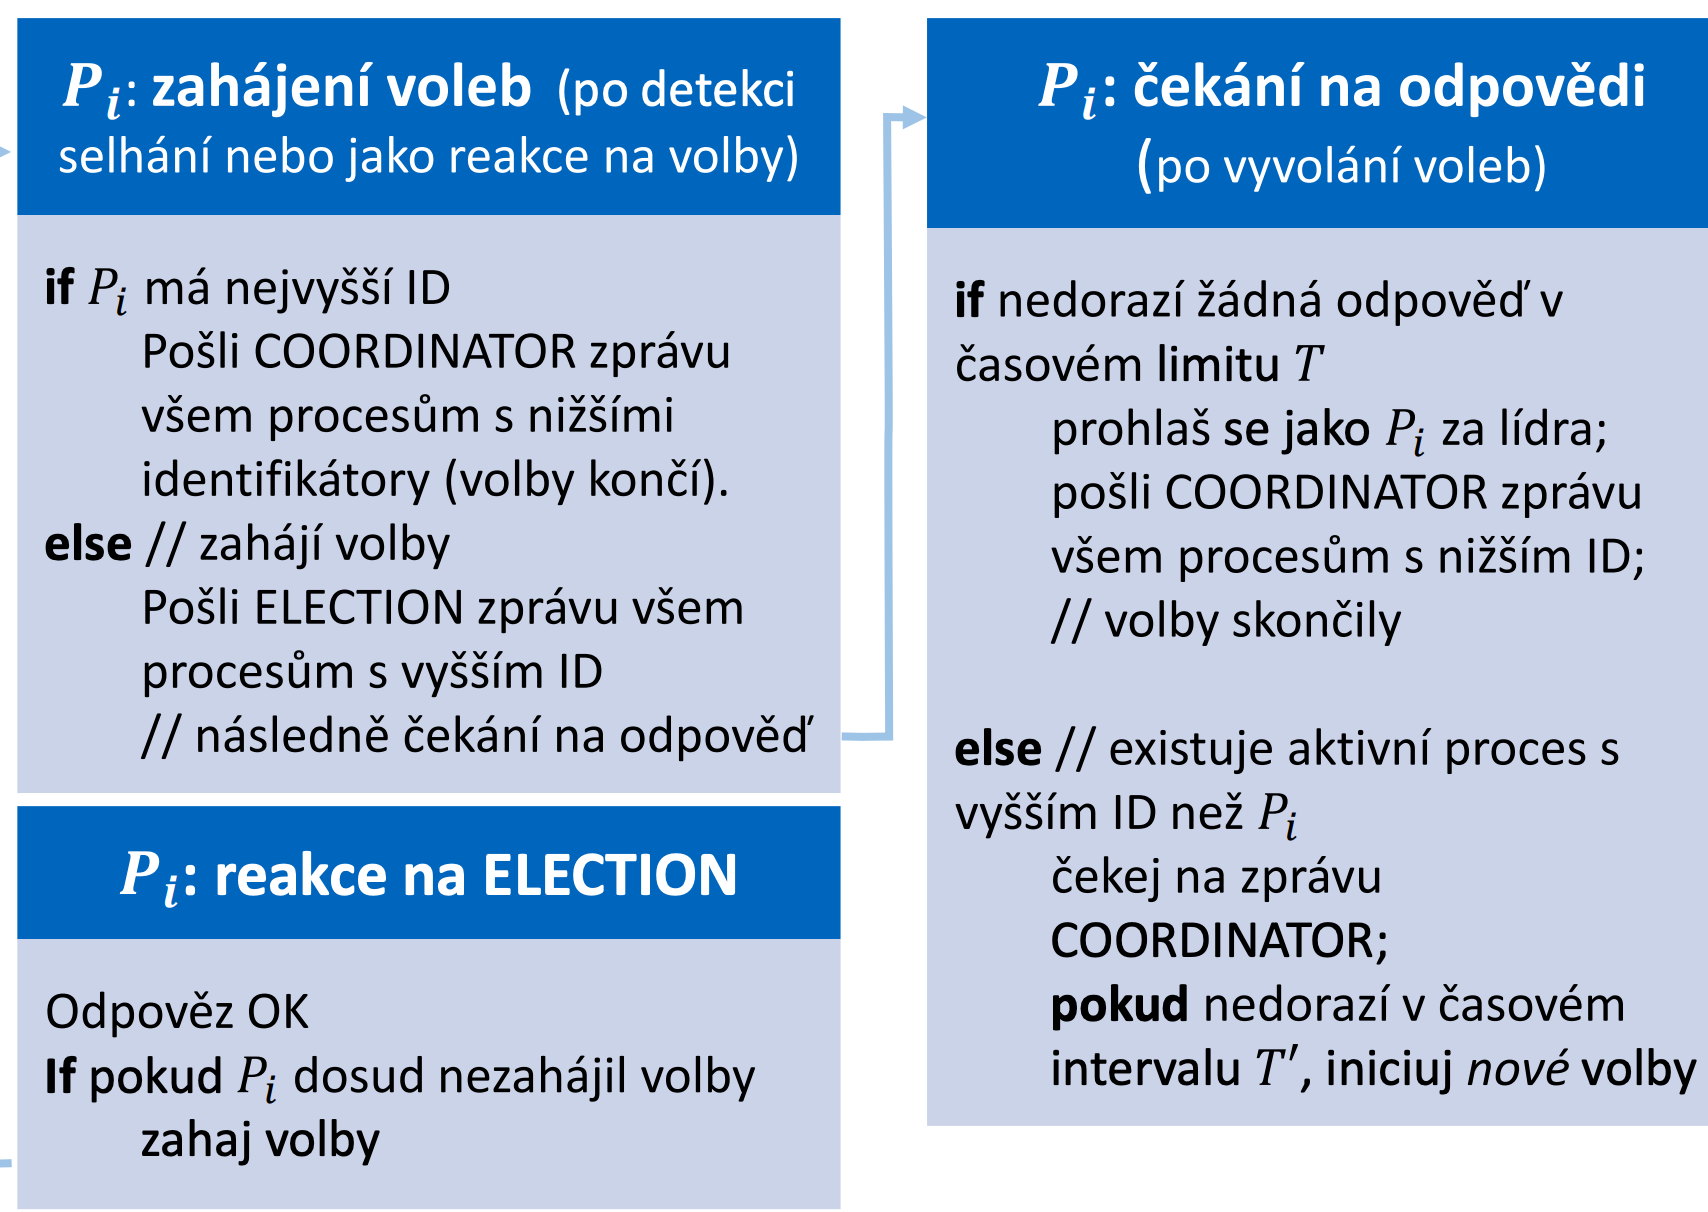 P_i: zahájení voleb (po detekci
selhání nebo jako reakce na volby)
if P_i má nejvyšší ID
Pošli COORDINATOR zprávu
všem procesům s nižšími
identifikátory (volby končí).
else // zahájí volby
Pošli ELECTION zprávu všem
procesům s vyšším ID
// následně čekání na odpověď
P_i: reakce na ELECTION
Odpověz OK
If pokud P_i dosud nezahájil volby
zahaj volby
P_i: čekání na odpovědi
(po vyvolání voleb)
if nedorazí žádná odpověď v
časovém limitu T
prohlaš se jako P_i za lídra;
pošli COORDINATOR zprávu
všem procesům s nižším ID;
// volby skončily
else // existuje aktivní proces s
vyšším ID než P_i
čekej na zprávu
COORDINATOR;
pokud nedorazí v časovém
intervalu T′, iniciuj nové volby